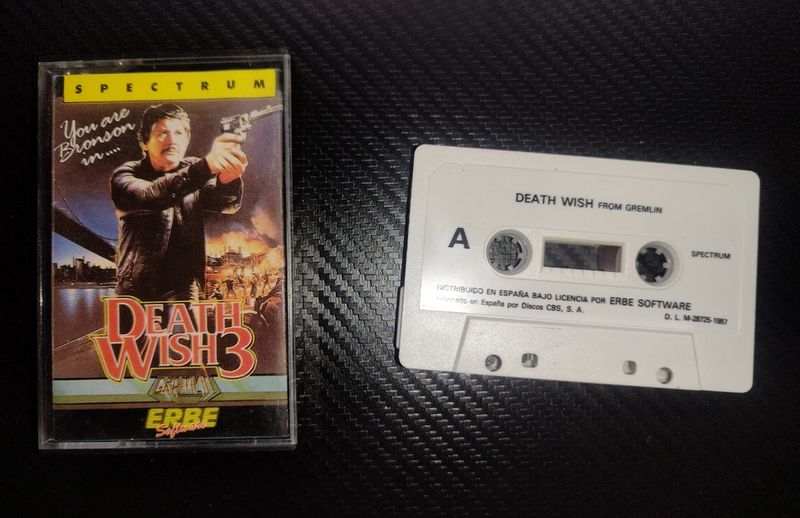 SPECTRUM
You are
Bronson
in....
DEATH
WISH 3
GREMLIN
ERBE
Software
DEATH WISH FROM GREMLIN
A
SPECTRUM
DISTRIBUIDO EN ESPAÑA BAJO LICENCIA POR ERBE SOFTWARE
Fabricado en España por Discos CBS, S. A.
D. L. M-28725-1987